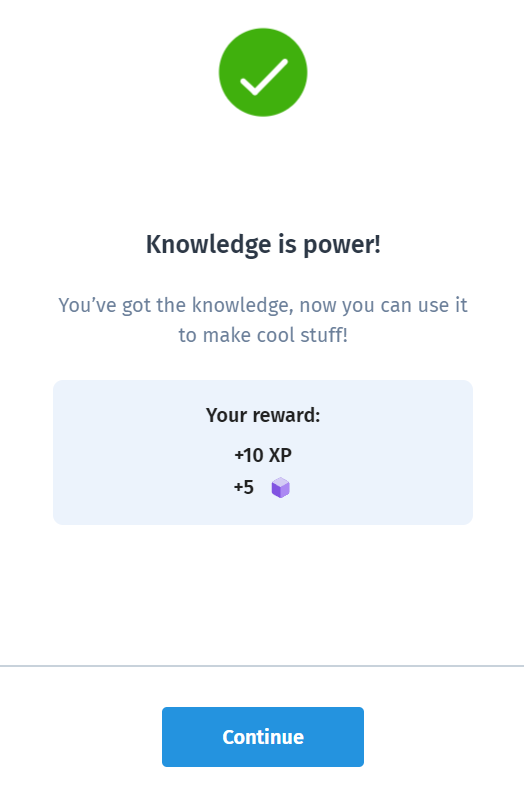 Knowledge is power!
You’ve got the knowledge, now you can use it
to make cool stuff!
Your reward:
+10 XP
+5
Continue